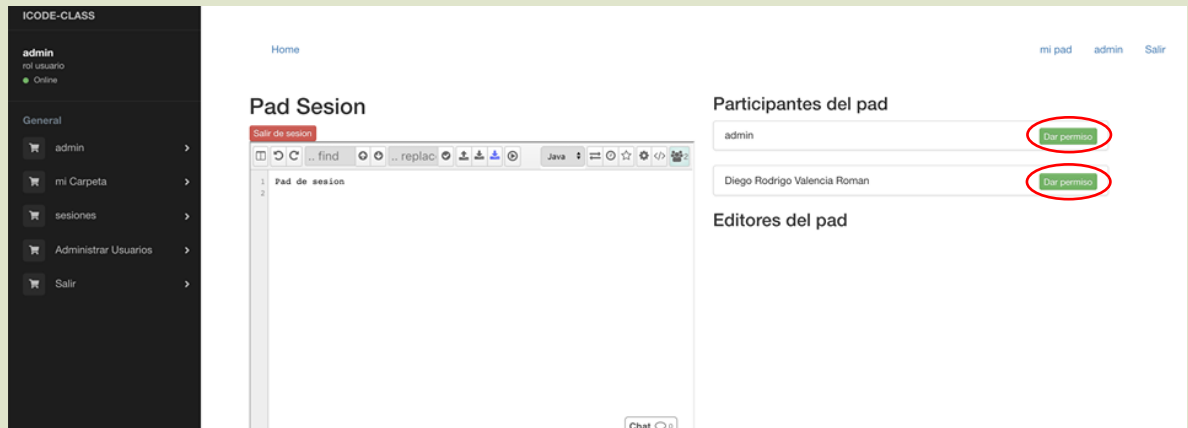 ICODE-CLASS
admin
rol usuario
Online
General
admin
mi Carpeta
sesiones
Administrar Usuarios
Salir
Home
mi pad admin Salir
Pad Sesion
Salir de sesion
.. find .. replac Java 2
1 Pad de sesion
2
Chat 0
Participantes del pad
admin Dar permiso
Diego Rodrigo Valencia Roman Dar permiso
Editores del pad